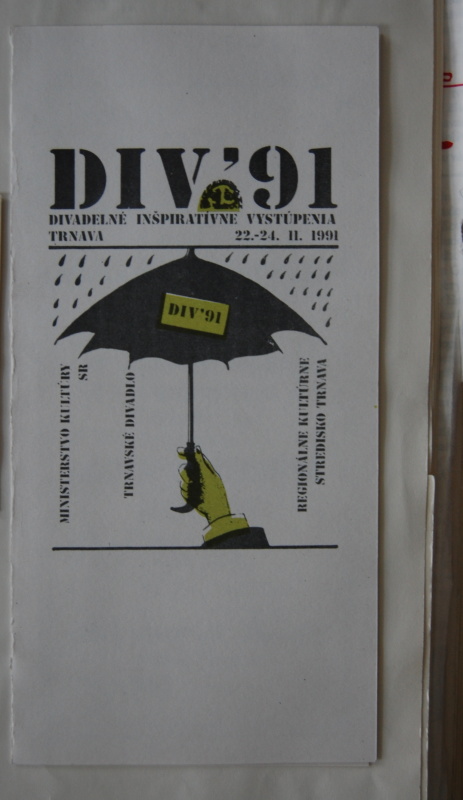 DIV'91
DIVADELNÉ INŠPIRATÍVNE VYSTÚPENIA
TRNAVA 22.-24. II. 1991
DIV'91
MINISTERSTVO KULTÚRY
SR
TRNAVSKÉ DIVADLO
REGIONÁLNE KULTÚRNE
STREDISKO TRNAVA